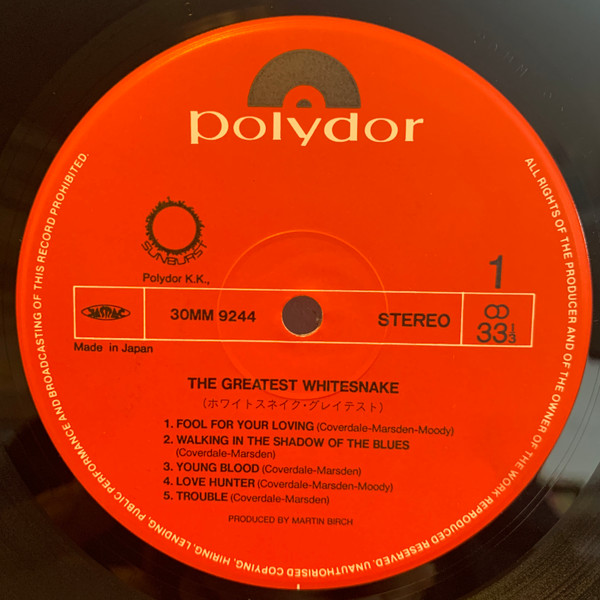 polydor
SUNBURST
1
Polydor K.K.,
JASRAC
30MM 9244
STEREO
33 1/3
Made in Japan
THE GREATEST WHITESNAKE
(ホワイトスネイク・グレイテスト)
1. FOOL FOR YOUR LOVING (Coverdale-Marsden-Moody)
2. WALKING IN THE SHADOW OF THE BLUES
(Coverdale-Marsden)
3. YOUNG BLOOD (Coverdale-Marsden)
4. LOVE HUNTER (Coverdale-Marsden-Moody)
5. TROUBLE (Coverdale-Marsden)
PRODUCED BY MARTIN BIRCH
ALL RIGHTS OF THE PRODUCER AND OF THE OWNER OF THE WORK REPRODUCED RESERVED. UNAUTHORISED COPYING, HIRING, LENDING, PUBLIC PERFORMANCE AND BROADCASTING OF THIS RECORD PROHIBITED.